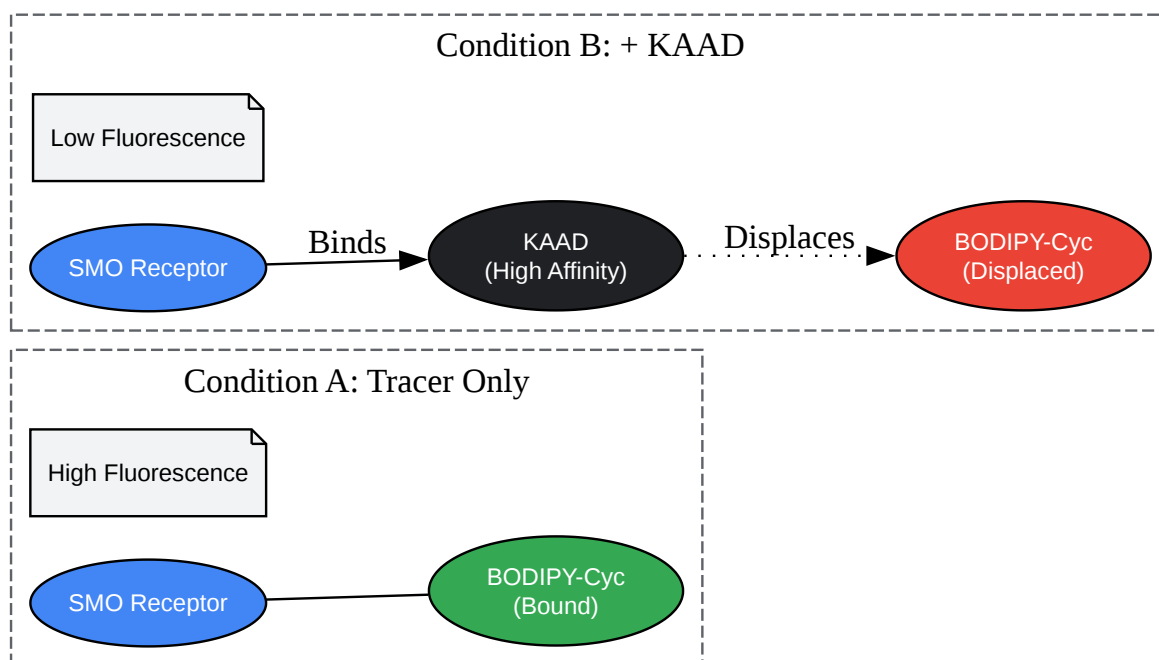 Condition B: + KAAD
Low Fluorescence
SMO Receptor
Binds
KAAD
(High Affinity)
Displaces
BODIPY-Cyc
(Displaced)
Condition A: Tracer Only
High Fluorescence
SMO Receptor
BODIPY-Cyc
(Bound)